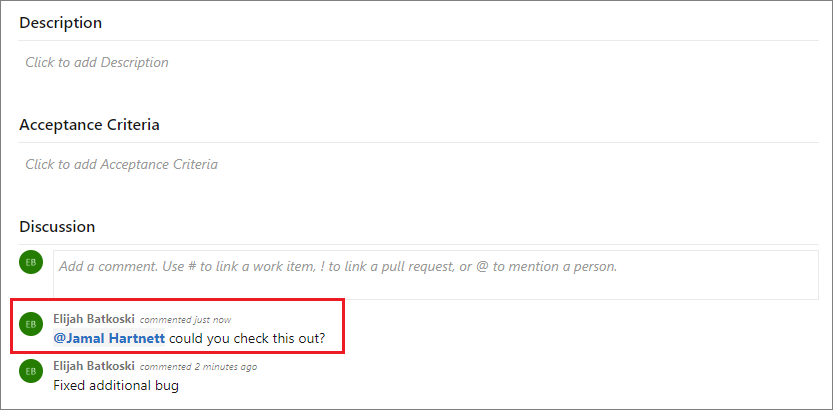 Description
Click to add Description
Acceptance Criteria
Click to add Acceptance Criteria
Discussion
EB
Add a comment. Use # to link a work item, ! to link a pull request, or @ to mention a person.
EB Elijah Batkoski commented just now
@Jamal Hartnett could you check this out?
EB Elijah Batkoski commented 2 minutes ago
Fixed additional bug